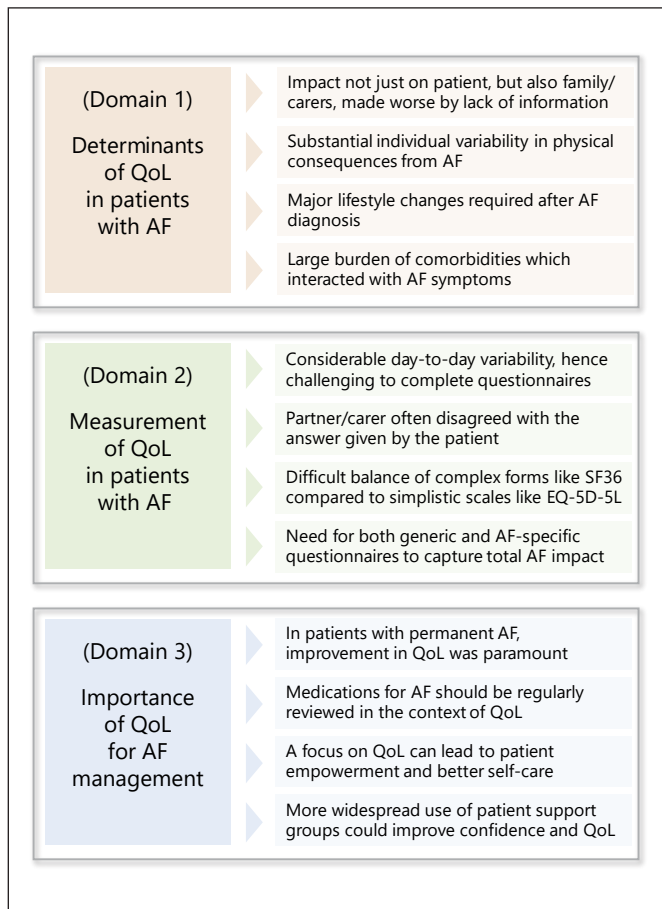 (Domain 1)
Determinants
of QoL
in patients
with AF
Impact not just on patient, but also family/
carers, made worse by lack of information
Substantial individual variability in physical
consequences from AF
Major lifestyle changes required after AF
diagnosis
Large burden of comorbidities which
interacted with AF symptoms
(Domain 2)
Measurement
of QoL
in patients
with AF
Considerable day-to-day variability, hence
challenging to complete questionnaires
Partner/carer often disagreed with the
answer given by the patient
Difficult balance of complex forms like SF36
compared to simplistic scales like EQ-5D-5L
Need for both generic and AF-specific
questionnaires to capture total AF impact
(Domain 3)
Importance
of QoL
for AF
management
In patients with permanent AF,
improvement in QoL was paramount
Medications for AF should be regularly
reviewed in the context of QoL
A focus on QoL can lead to patient
empowerment and better self-care
More widespread use of patient support
groups could improve confidence and QoL